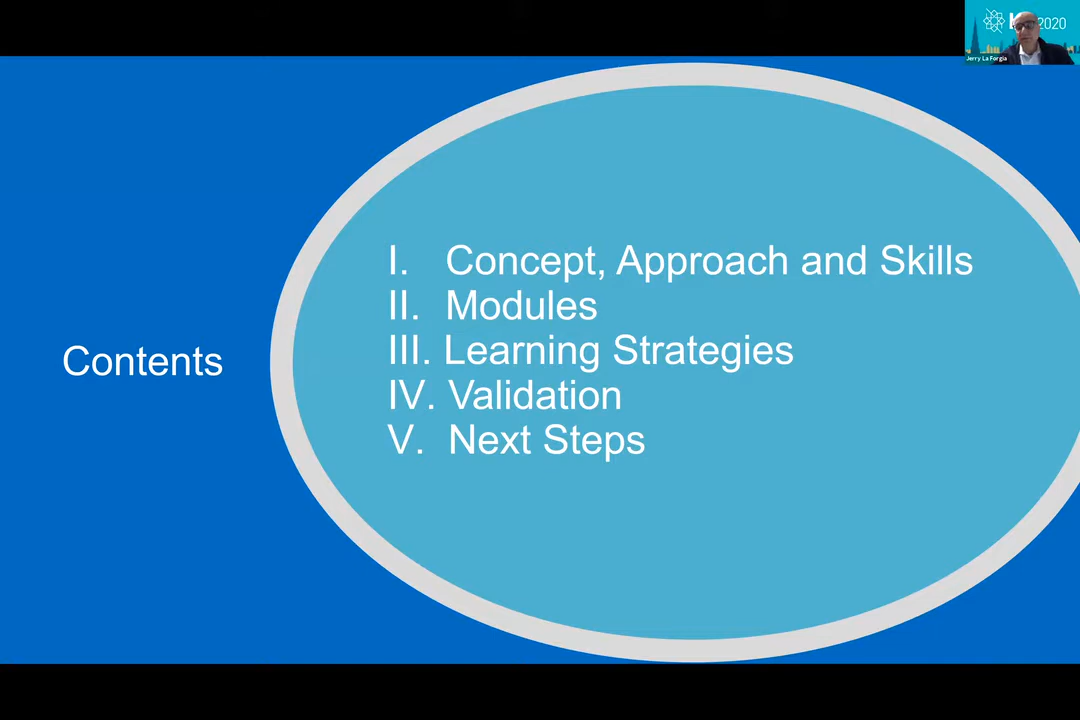 2020
Jerry La Forgia
Contents
I. Concept, Approach and Skills
II. Modules
III. Learning Strategies
IV. Validation
V. Next Steps